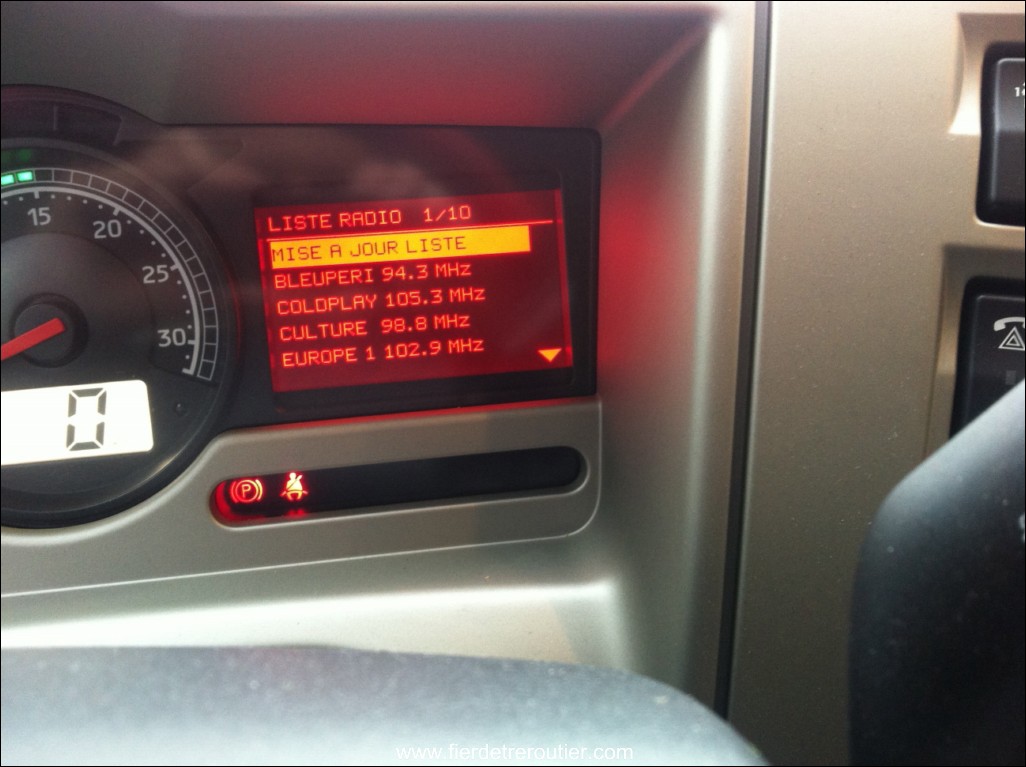 LISTE RADIO 1/10
MISE A JOUR LISTE
BLEUPERI 94.3 MHz
COLDPLAY 105.3 MHz
CULTURE 98.8 MHz
EUROPE 1 102.9 MHz
15
20
25
30
0
P
www.fierdetreroutier.com